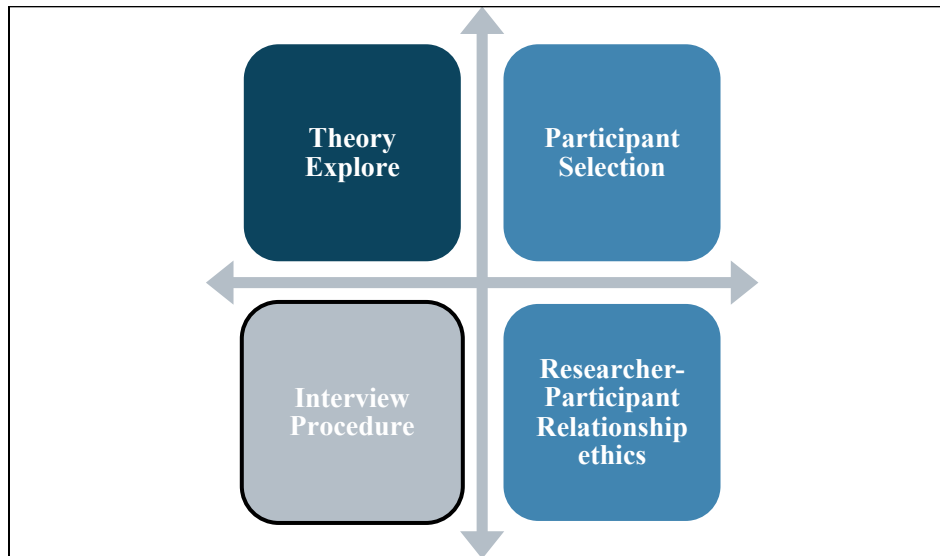 Theory
Explore
Participant
Selection
Interview
Procedure
Researcher-
Participant
Relationship
ethics